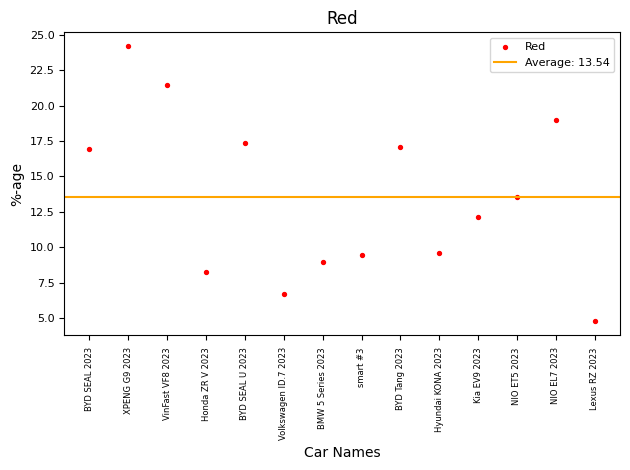 Red
Red
Average: 13.54
%-age
25.0
22.5
20.0
17.5
15.0
12.5
10.0
7.5
5.0
BYD SEAL 2023
XPENG G9 2023
VinFast VF8 2023
Honda ZR V 2023
BYD SEAL U 2023
Volkswagen ID.7 2023
BMW 5 Series 2023
smart #3
BYD Tang 2023
Hyundai KONA 2023
Kia EV9 2023
NIO ET5 2023
NIO EL7 2023
Lexus RZ 2023
Car Names